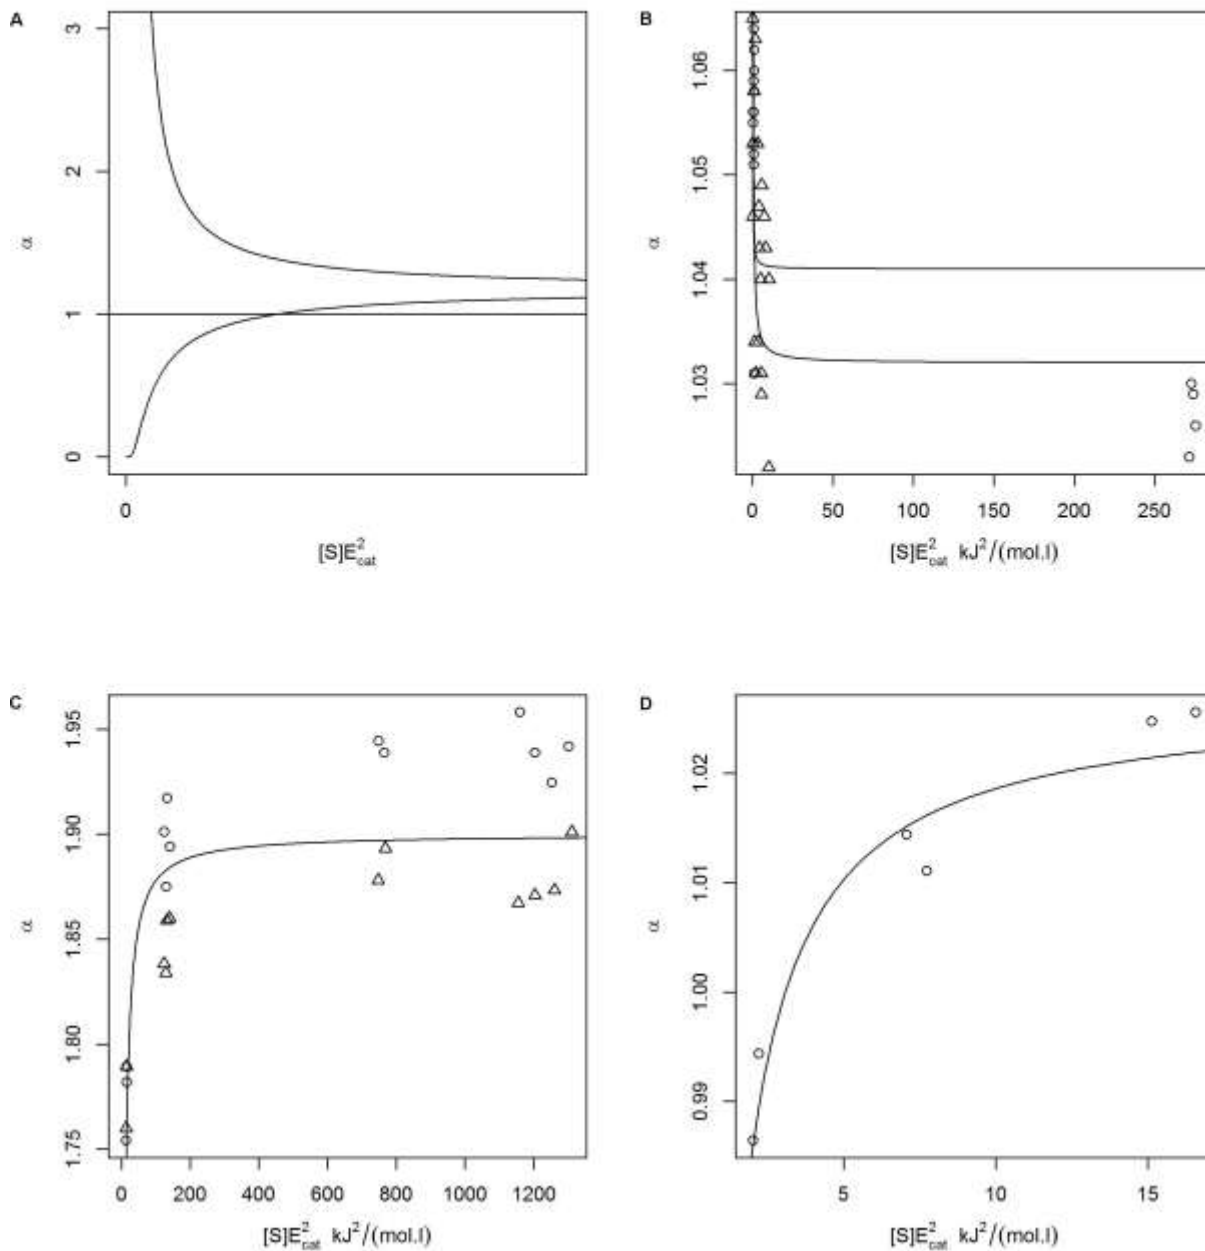 A
3
2
1
0
α
0
[S]E²cat
B
1.06
1.05
1.04
1.03
α
0 50 100 150 200 250
[S]E²cat kJ²/(mol.l)
C
1.95
1.90
1.85
1.80
1.75
α
0 200 400 600 800 1000 1200
[S]E²cat kJ²/(mol.l)
D
1.02
1.01
1.00
0.99
α
5 10 15
[S]E²cat kJ²/(mol.l)